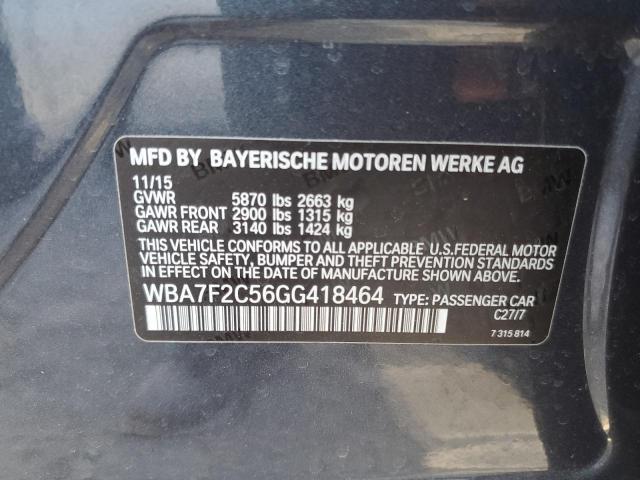 MFD BY BAYERISCHE MOTOREN WERKE AG
11/15
GVWR 5870 lbs 2663 kg
GAWR FRONT 2900 lbs 1315 kg
GAWR REAR 3140 lbs 1424 kg
THIS VEHICLE CONFORMS TO ALL APPLICABLE U.S.FEDERAL MOTOR
VEHICLE SAFETY, BUMPER, AND THEFT PREVENTION STANDARDS
IN EFFECT ON THE DATE OF MANUFACTURE SHOWN ABOVE.
WBA7F2C56GG418464 TYPE: PASSENGER CAR
C27/7
7 315 814